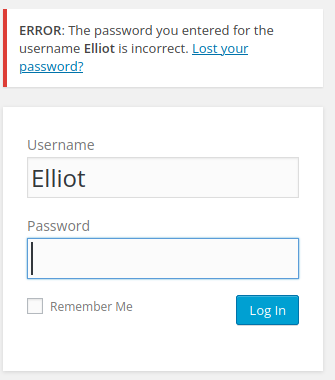 ERROR: The password you entered for the
username Elliot is incorrect. Lost your
password?
Username
Elliot
Password
Remember Me
Log In